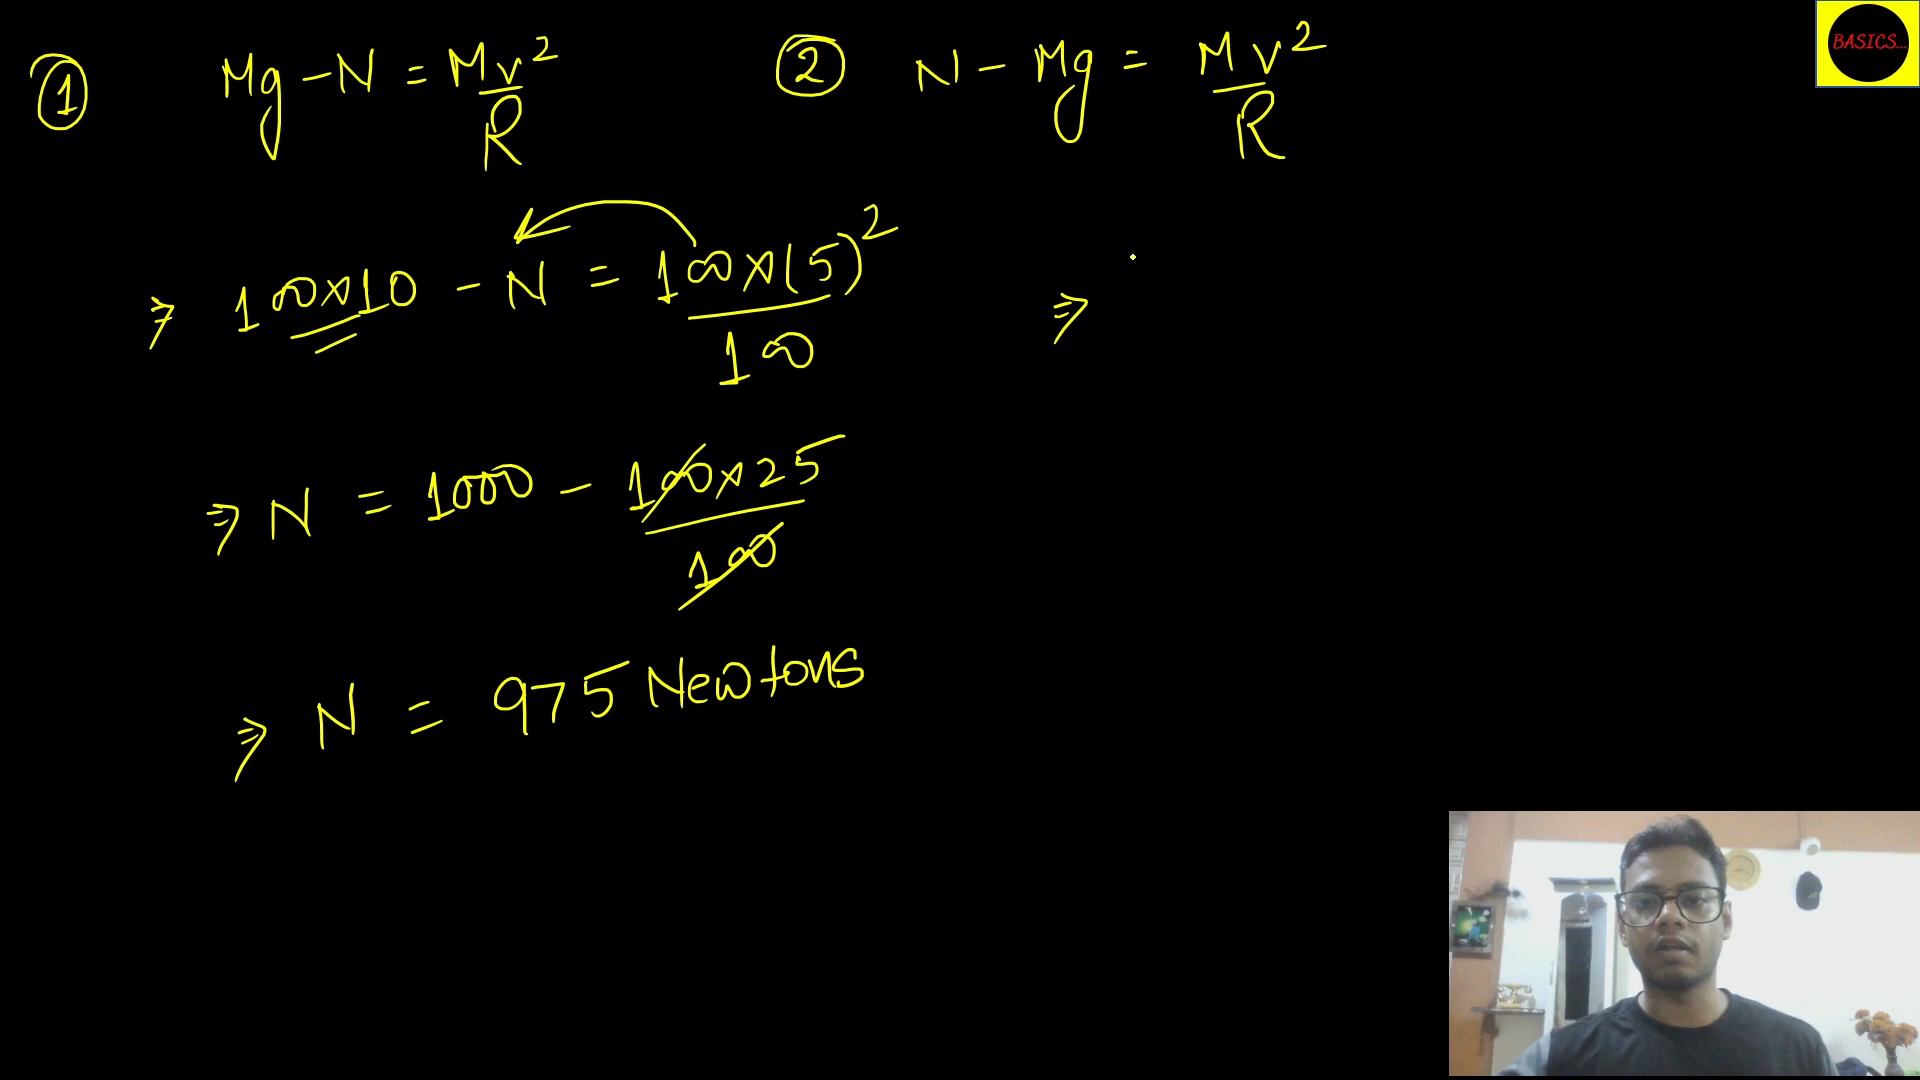 ① Mg - N = Mv²/R
⇒ 100×10 - N = 100×(5)²/100
⇒ N = 1000 - 100×25/100
⇒ N = 975 Newtons
② N - Mg = Mv²/R
⇒
BASICS...